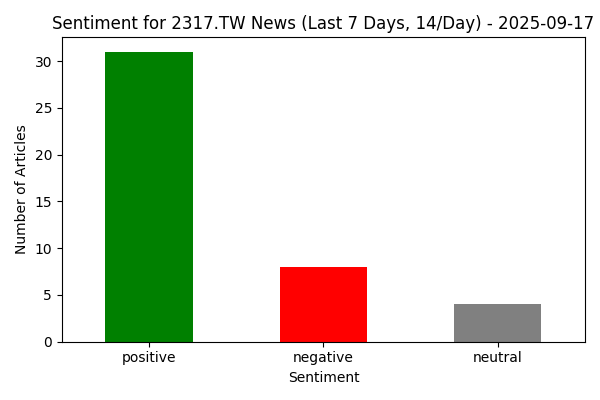 Sentiment for 2317.TW News (Last 7 Days, 14/Day) - 2025-09-17
Number of Articles
30
25
20
15
10
5
0
positive negative neutral
Sentiment